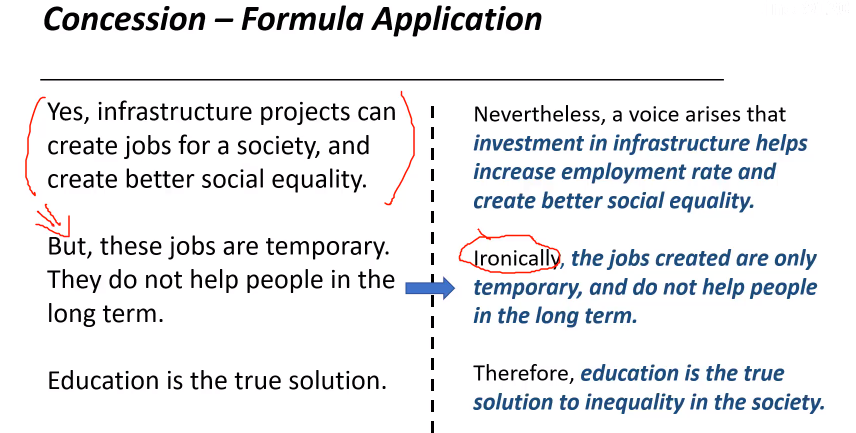 Concession – Formula Application
Yes, infrastructure projects can
create jobs for a society, and
create better social equality.
But, these jobs are temporary.
They do not help people in the
long term.
Education is the true solution.
Nevertheless, a voice arises that
investment in infrastructure helps
increase employment rate and
create better social equality.
Ironically, the jobs created are only
temporary, and do not help people
in the long term.
Therefore, education is the true
solution to inequality in the society.